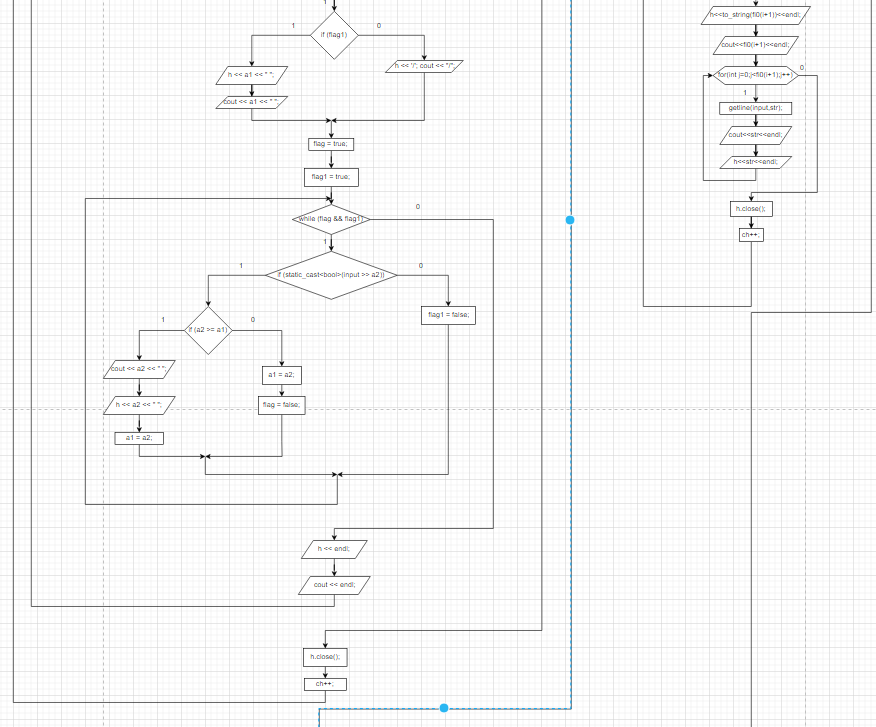 1
if (flag1)
1
0
h << a1 << " ";
cout << a1 << " ";
h << '/'; cout << "/";
flag = true;
flag1 = true;
while (flag && flag1)
0
1
if (static_cast<bool>(input >> a2))
1
0
flag1 = false;
if (a2 >= a1)
1
0
cout << a2 << " ";
h << a2 << " ";
a1 = a2;
a1 = a2;
flag = false;
h << endl;
cout << endl;
h.close();
ch++;
h<<to_string(fi0(i+1))<<endl;
cout<<fi0(i+1)<<endl;
for(int j=0;j<fi0(i+1);j++)
0
1
getline(input,str);
cout<<str<<endl;
h<<str<<endl;
h.close();
ch++;